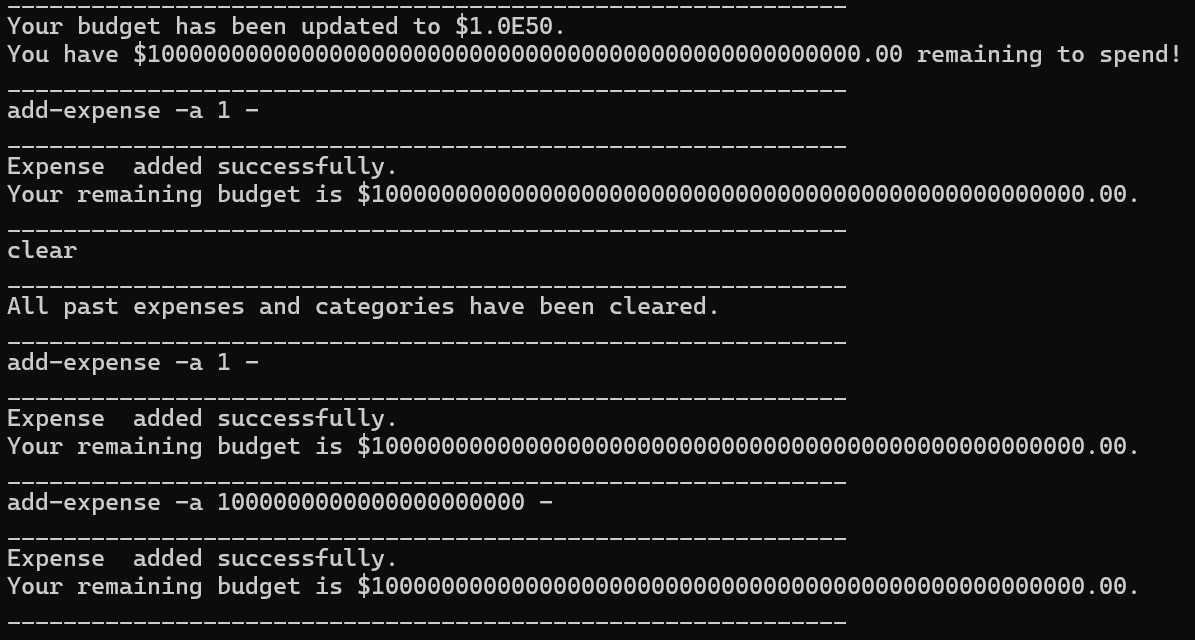 ____________________________________________________________
Your budget has been updated to $1.0E50.
You have $100000000000000000000000000000000000000000000000000.00 remaining to spend!
____________________________________________________________
add-expense -a 1 -
____________________________________________________________
Expense  added successfully.
Your remaining budget is $100000000000000000000000000000000000000000000000000.00.
____________________________________________________________
clear
____________________________________________________________
All past expenses and categories have been cleared.
____________________________________________________________
add-expense -a 1 -
____________________________________________________________
Expense  added successfully.
Your remaining budget is $100000000000000000000000000000000000000000000000000.00.
____________________________________________________________
add-expense -a 1000000000000000000000 -
____________________________________________________________
Expense  added successfully.
Your remaining budget is $100000000000000000000000000000000000000000000000000.00.
____________________________________________________________